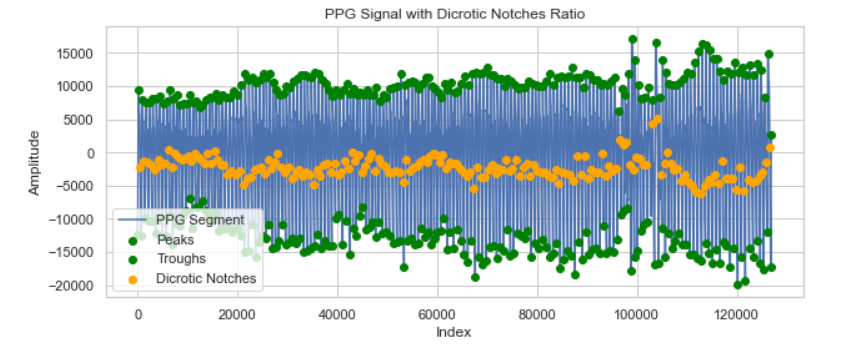 PPG Signal with Dicrotic Notches Ratio
15000
10000
5000
0
−5000
−10000
−15000
−20000
Amplitude
PPG Segment
Peaks
Troughs
Dicrotic Notches
0 20000 40000 60000 80000 100000 120000
Index